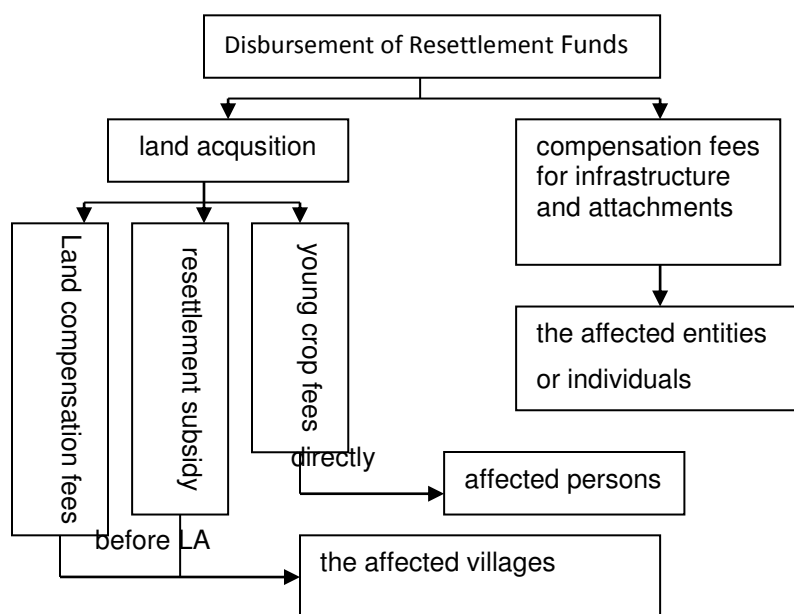 Disbursement of Resettlement Funds
land acqusition
compensation fees
for infrastructure
and attachments
Land compensation fees
resettlement subsidy
young crop fees
the affected entities
or individuals
directly
affected persons
before LA
the affected villages